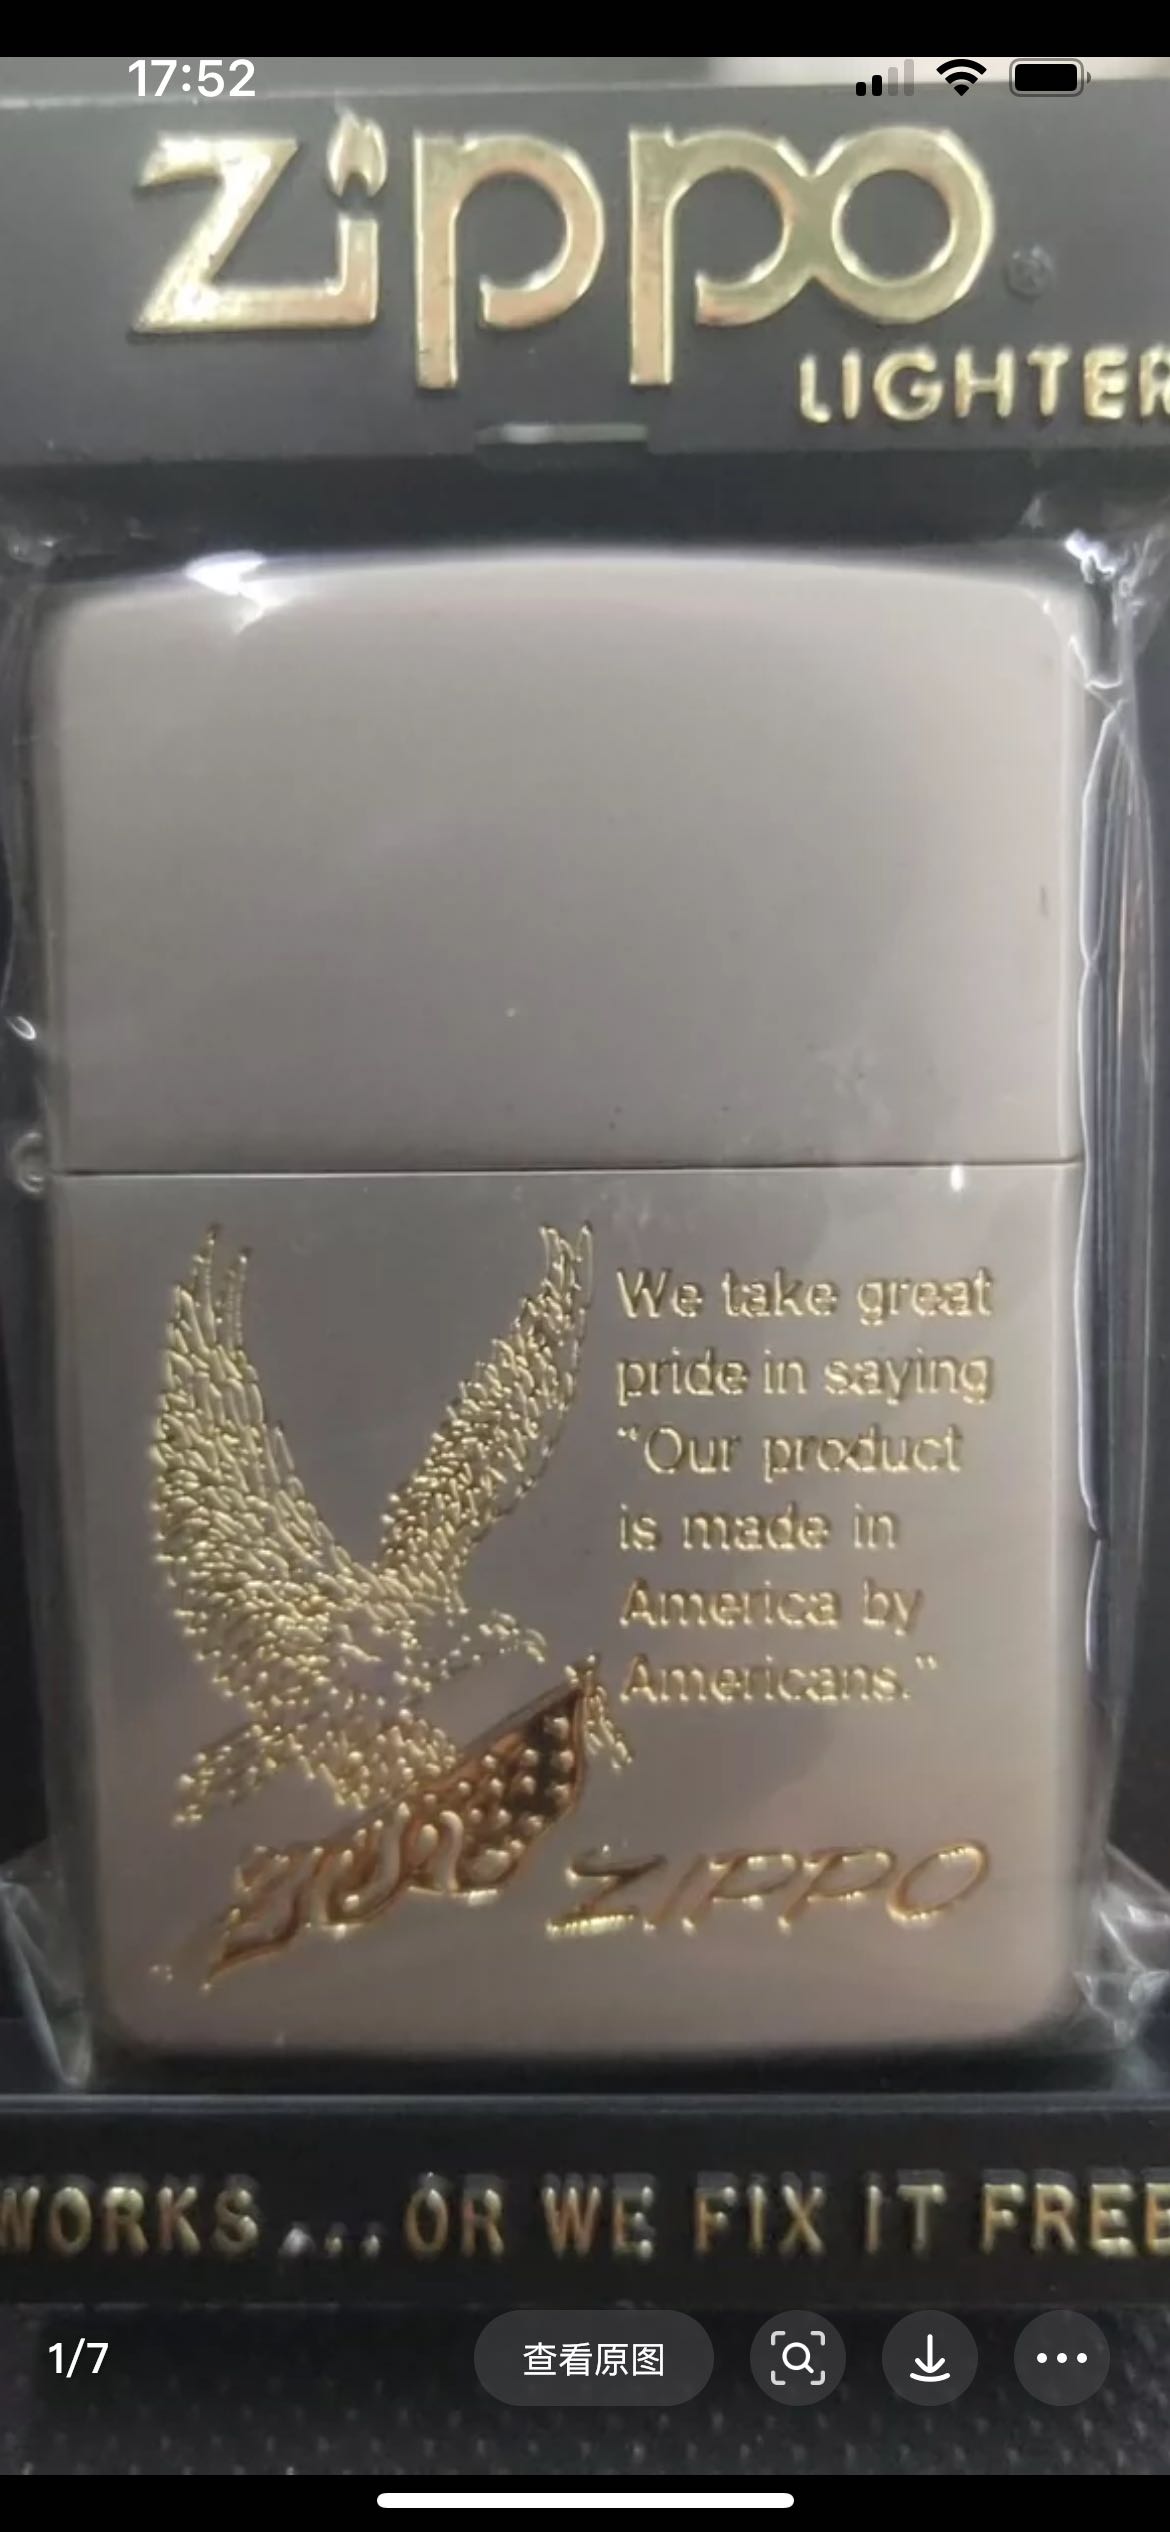 17:52
Zippo®
LIGHTER
We take great
pride in saying
“Our product
is made in
America by
Americans.”
ZIPPO
WORKS... OR WE FIX IT FREE
1/7
查看原图